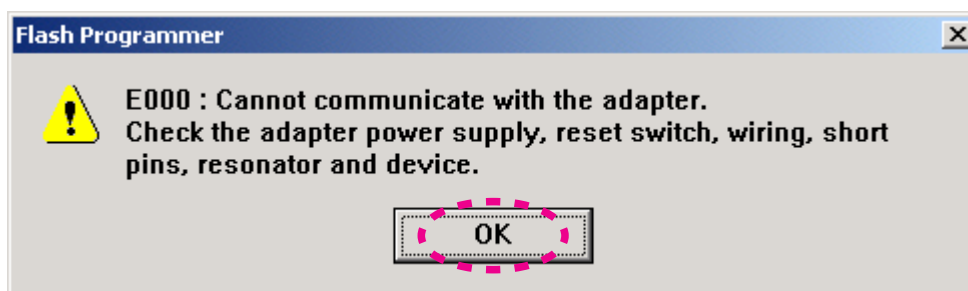 Flash Programmer
E000 : Cannot communicate with the adapter.
Check the adapter power supply, reset switch, wiring, short
pins, resonator and device.
OK